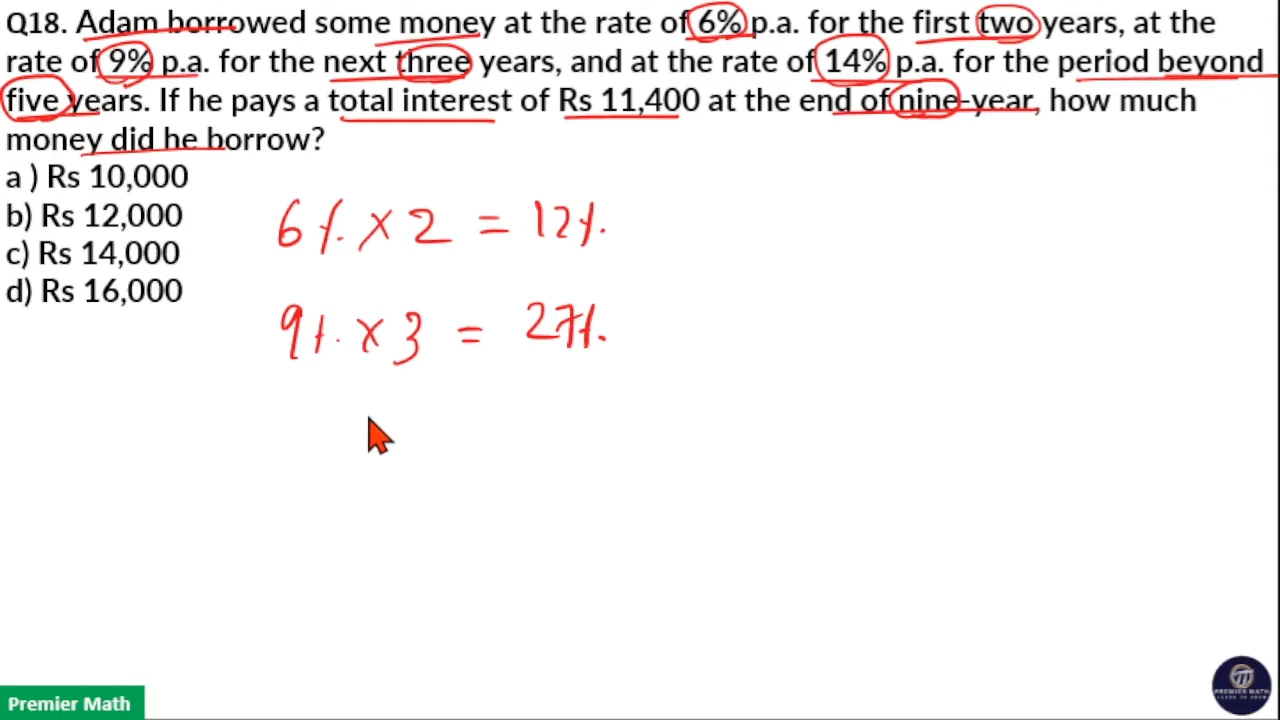 Q18. Adam borrowed some money at the rate of 6% p.a. for the first two years, at the
rate of 9% p.a. for the next three years, and at the rate of 14% p.a. for the period beyond
five years. If he pays a total interest of Rs 11,400 at the end of nine-year, how much
money did he borrow?
a ) Rs 10,000
b) Rs 12,000
c) Rs 14,000
d) Rs 16,000
6% × 2 = 12%.
9%. × 3 = 27%.
Premier Math
PREMIER MATH